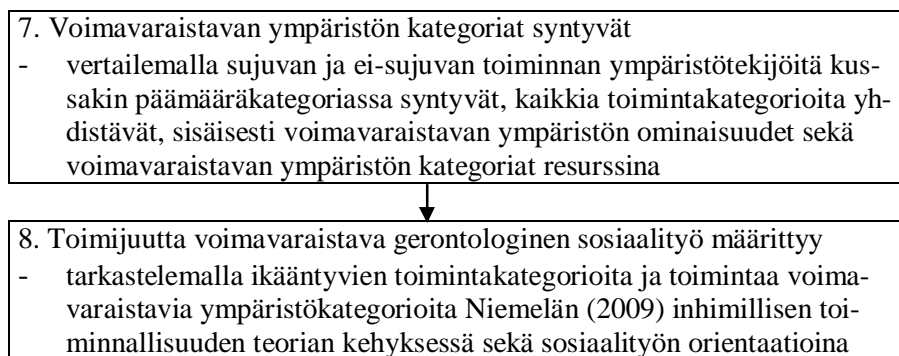 7. Voimavaraistavan ympäristön kategoriat syntyvät
- vertailemalla sujuvan ja ei-sujuvan toiminnan ympäristötekijöitä kus-
sakin päämääräkategoriassa syntyvät, kaikkia toimintakategorioita yh-
distävät, sisäisesti voimavaraistavan ympäristön ominaisuudet sekä
voimavaraistavan ympäristön kategoriat resurssina
8. Toimijuutta voimavaraistava gerontologinen sosiaalityö määrittyy
- tarkastelemalla ikääntyvien toimintakategorioita ja toimintaa voima-
varaistavia ympäristökategorioita Niemelän (2009) inhimillisen toi-
minnallisuuden teorian kehyksessä sekä sosiaalityön orientaatioina